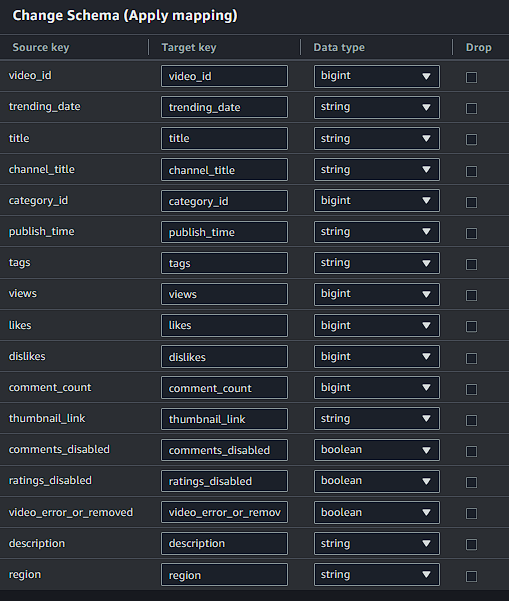 Change Schema (Apply mapping)
Source key Target key Data type Drop
video_id video_id bigint
trending_date trending_date string
title title string
channel_title channel_title string
category_id category_id bigint
publish_time publish_time string
tags tags string
views views bigint
likes likes bigint
dislikes dislikes bigint
comment_count comment_count bigint
thumbnail_link thumbnail_link string
comments_disabled comments_disabled boolean
ratings_disabled ratings_disabled boolean
video_error_or_removed video_error_or_remov boolean
description description string
region region string